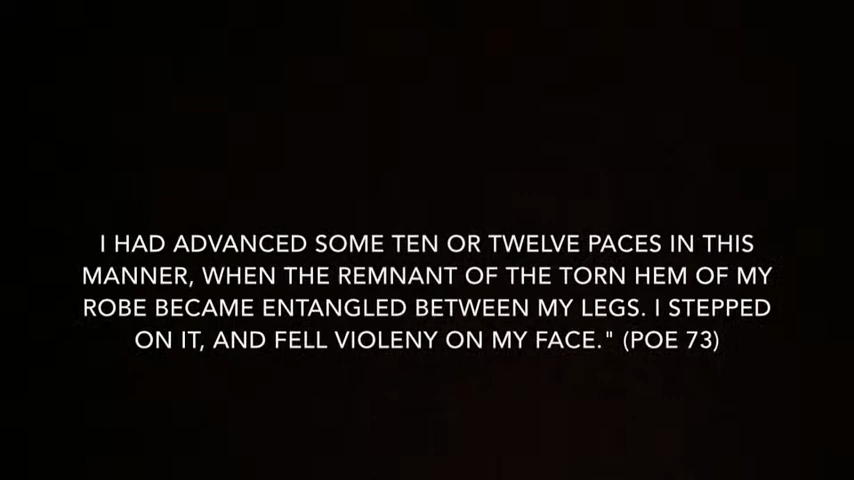 I HAD ADVANCED SOME TEN OR TWELVE PACES IN THIS
MANNER, WHEN THE REMNANT OF THE TORN HEM OF MY
ROBE BECAME ENTANGLED BETWEEN MY LEGS. I STEPPED
ON IT, AND FELL VIOLENY ON MY FACE." (POE 73)